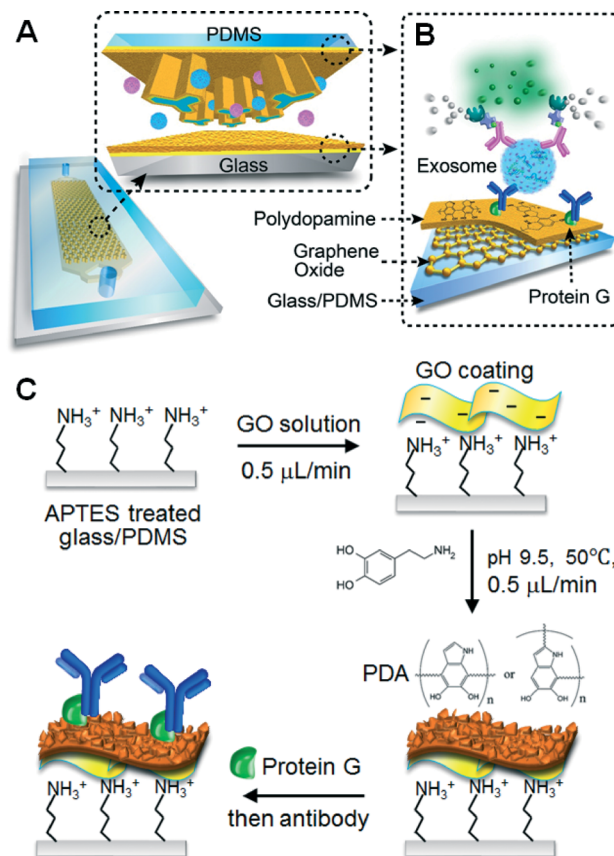 A
PDMS
Glass
B
Exosome
Polydopamine
Graphene
Oxide
Glass/PDMS
Protein G
C
NH₃⁺ NH₃⁺ NH₃⁺
APTES treated
glass/PDMS
GO solution
0.5 μL/min
GO coating
NH₃⁺ NH₃⁺ NH₃⁺
HO
HO
NH₂
pH 9.5, 50℃,
0.5 μL/min
PDA
NH
HO OH
n
or
NH
HO OH
n
NH₃⁺ NH₃⁺ NH₃⁺
Protein G
then antibody
NH₃⁺ NH₃⁺ NH₃⁺